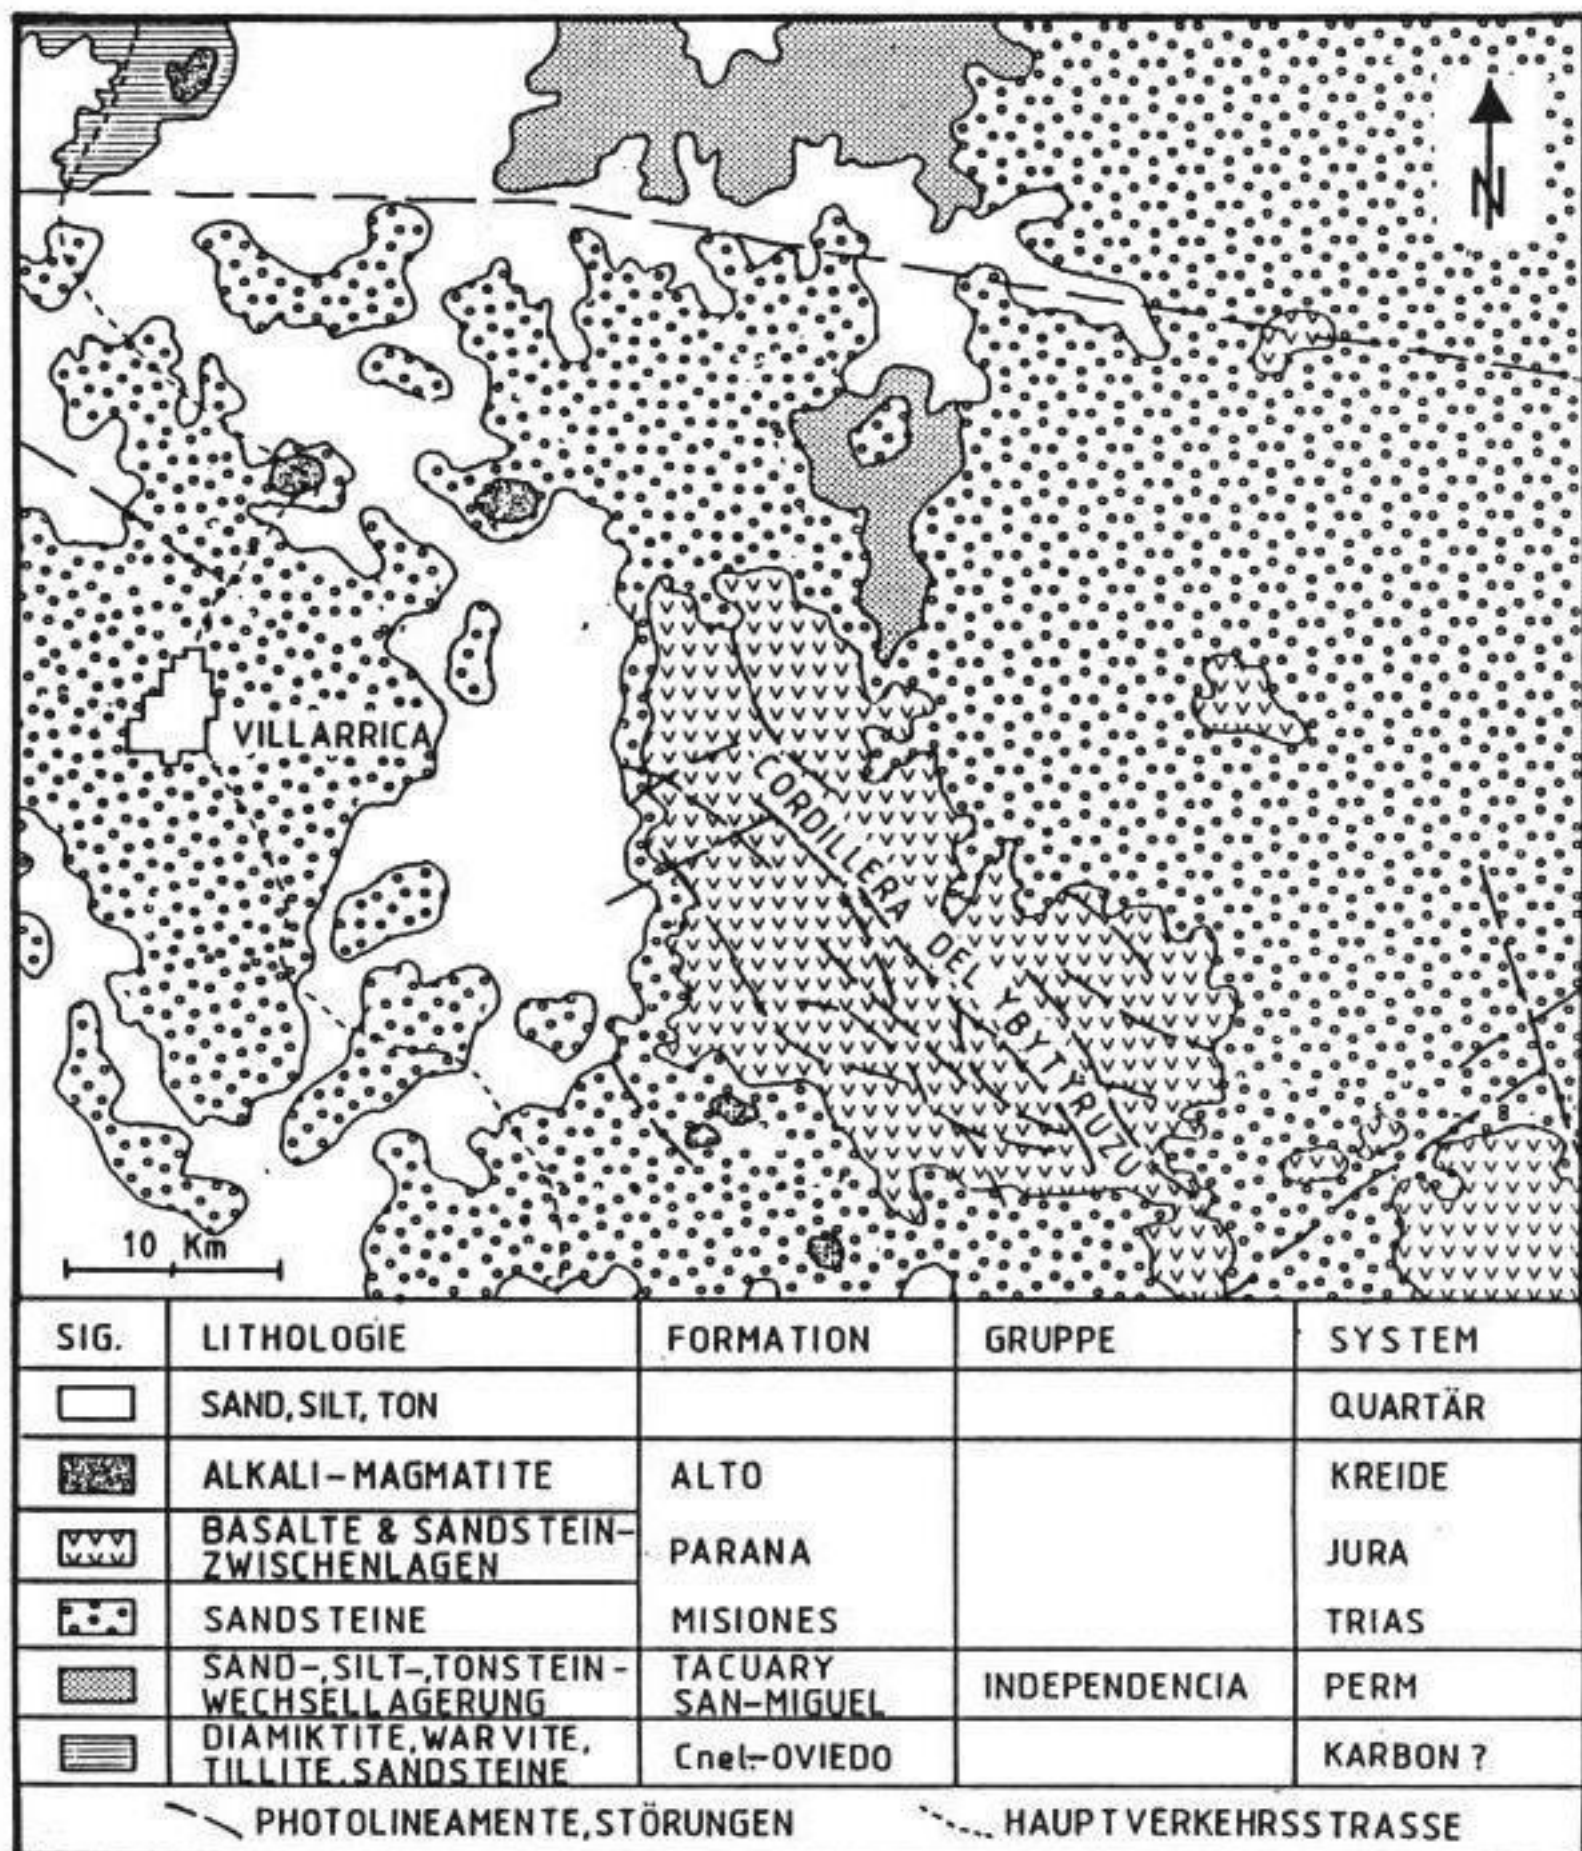 N
VILLARRICA
CORDILLERA DEL YBYTYRUZU
10 Km
SIG. LITHOLOGIE FORMATION GRUPPE SYSTEM
SAND, SILT, TON QUARTÄR
ALKALI-MAGMATITE ALTO KREIDE
BASALTE & SANDSTEIN-
ZWISCHENLAGEN PARANA JURA
SANDSTEINE MISIONES TRIAS
SAND-,SILT-,TONSTEIN-
WECHSELLAGERUNG
TACUARY
SAN-MIGUEL
INDEPENDENCIA PERM
DIAMIKTITE, WARVITE,
TILLITE, SANDSTEINE
Cnel.-OVIEDO KARBON ?
PHOTOLINEAMENTE, STÖRUNGEN HAUPTVERKEHRSSTRASSE